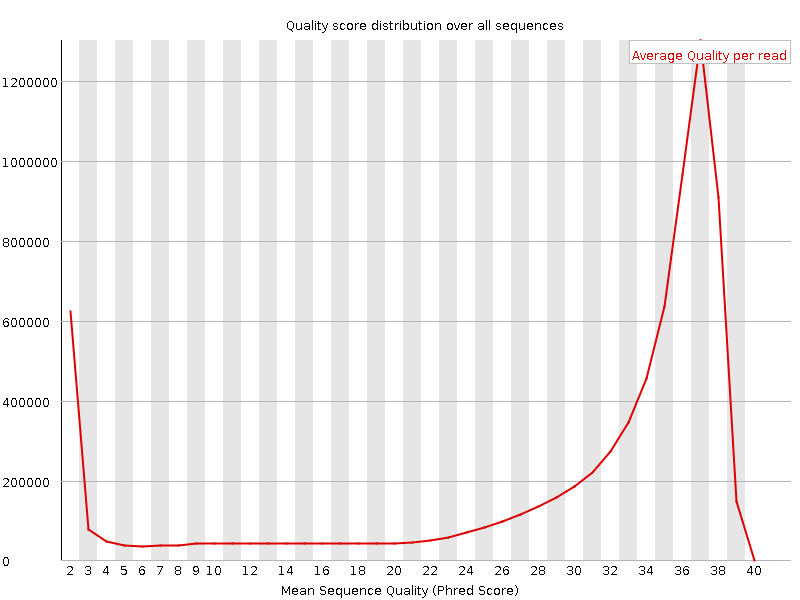 Quality score distribution over all sequences
Average Quality per read
1200000
1000000
800000
600000
400000
200000
0
2 3 4 5 6 7 8 9 10 12 14 16 18 20 22 24 26 28 30 32 34 36 38 40
Mean Sequence Quality (Phred Score)